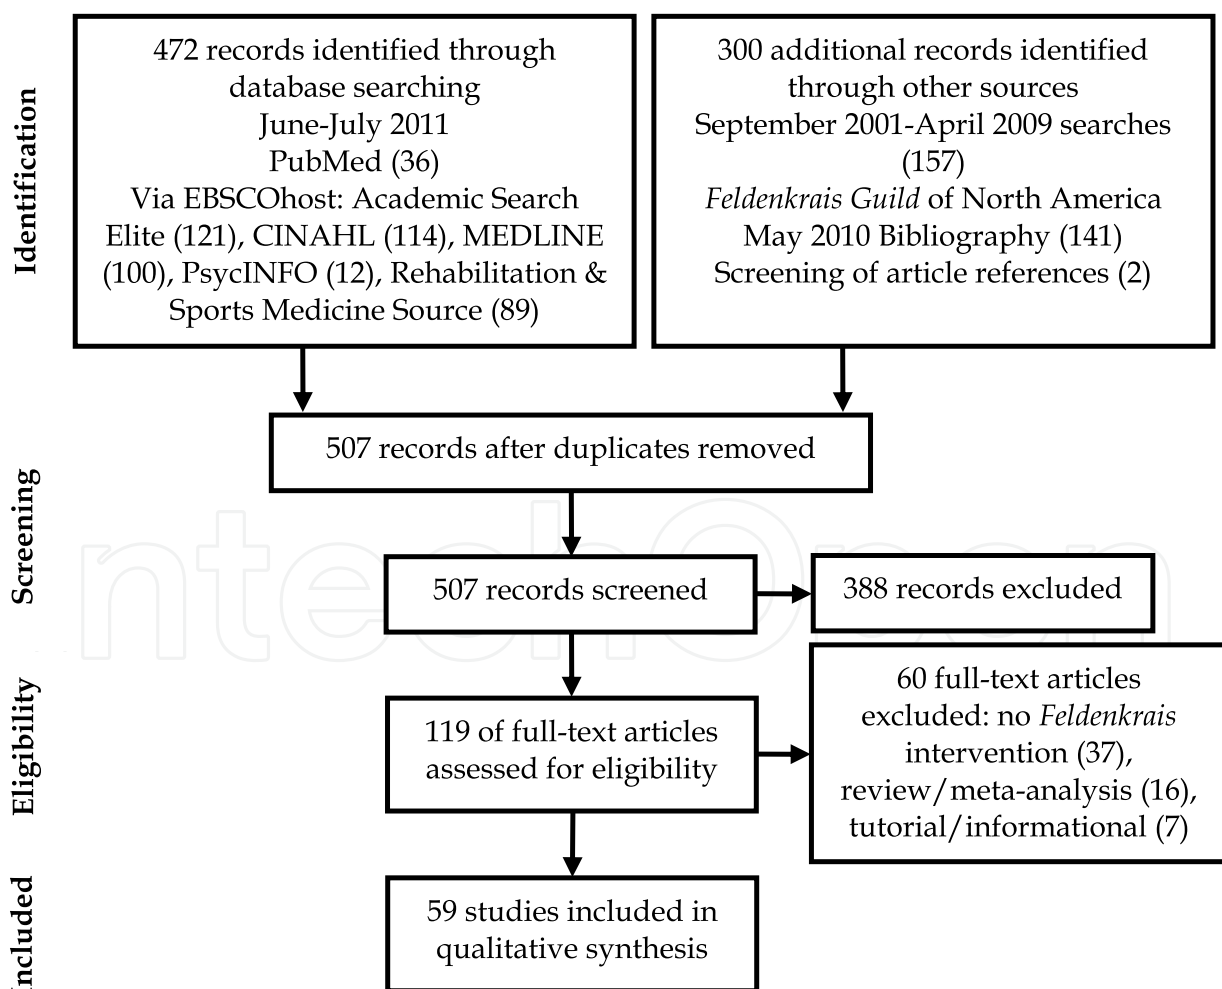 Identification
472 records identified through
database searching
June-July 2011
PubMed (36)
Via EBSCOhost: Academic Search
Elite (121), CINAHL (114), MEDLINE
(100), PsycINFO (12), Rehabilitation &
Sports Medicine Source (89)
300 additional records identified
through other sources
September 2001-April 2009 searches
(157)
Feldenkrais Guild of North America
May 2010 Bibliography (141)
Screening of article references (2)
507 records after duplicates removed
Screening
507 records screened
388 records excluded
Eligibility
119 of full-text articles
assessed for eligibility
60 full-text articles
excluded: no Feldenkrais
intervention (37),
review/meta-analysis (16),
tutorial/informational (7)
Included
59 studies included in
qualitative synthesis
ntechOpen